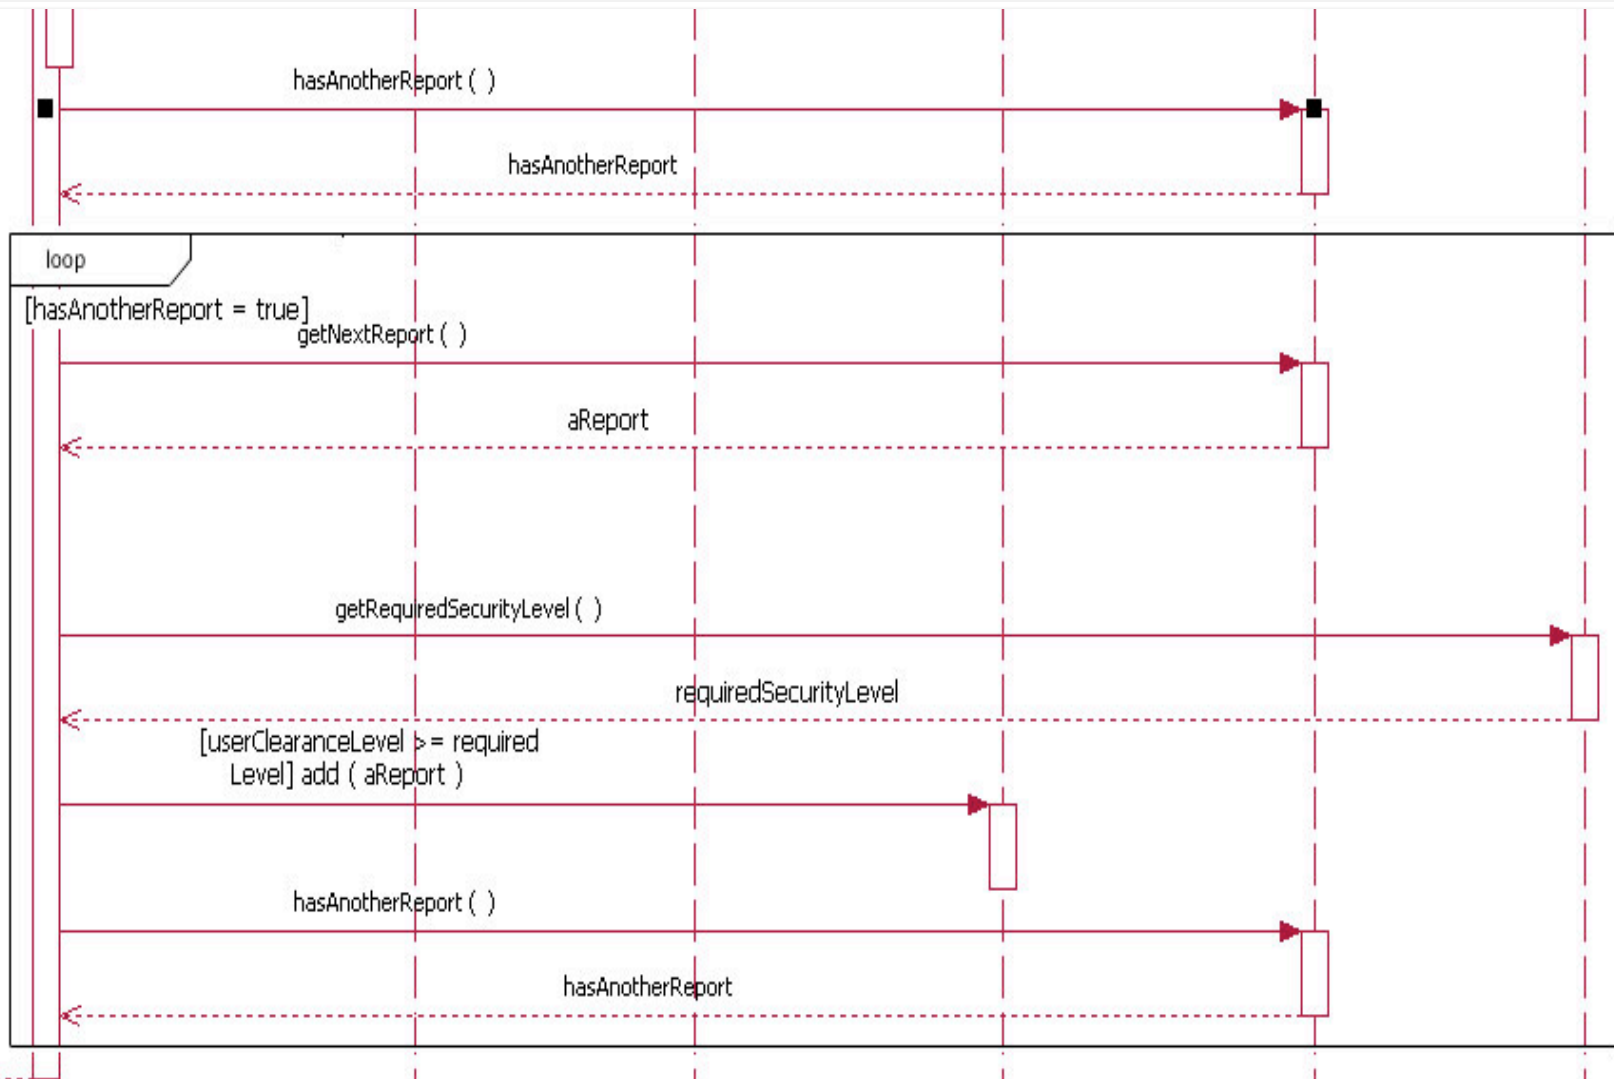 hasAnotherReport ( )
hasAnotherReport
loop
[hasAnotherReport = true]
getNextReport ( )
aReport
getRequiredSecurityLevel ( )
requiredSecurityLevel
[userClearanceLevel >= required
Level] add ( aReport )
hasAnotherReport ( )
hasAnotherReport